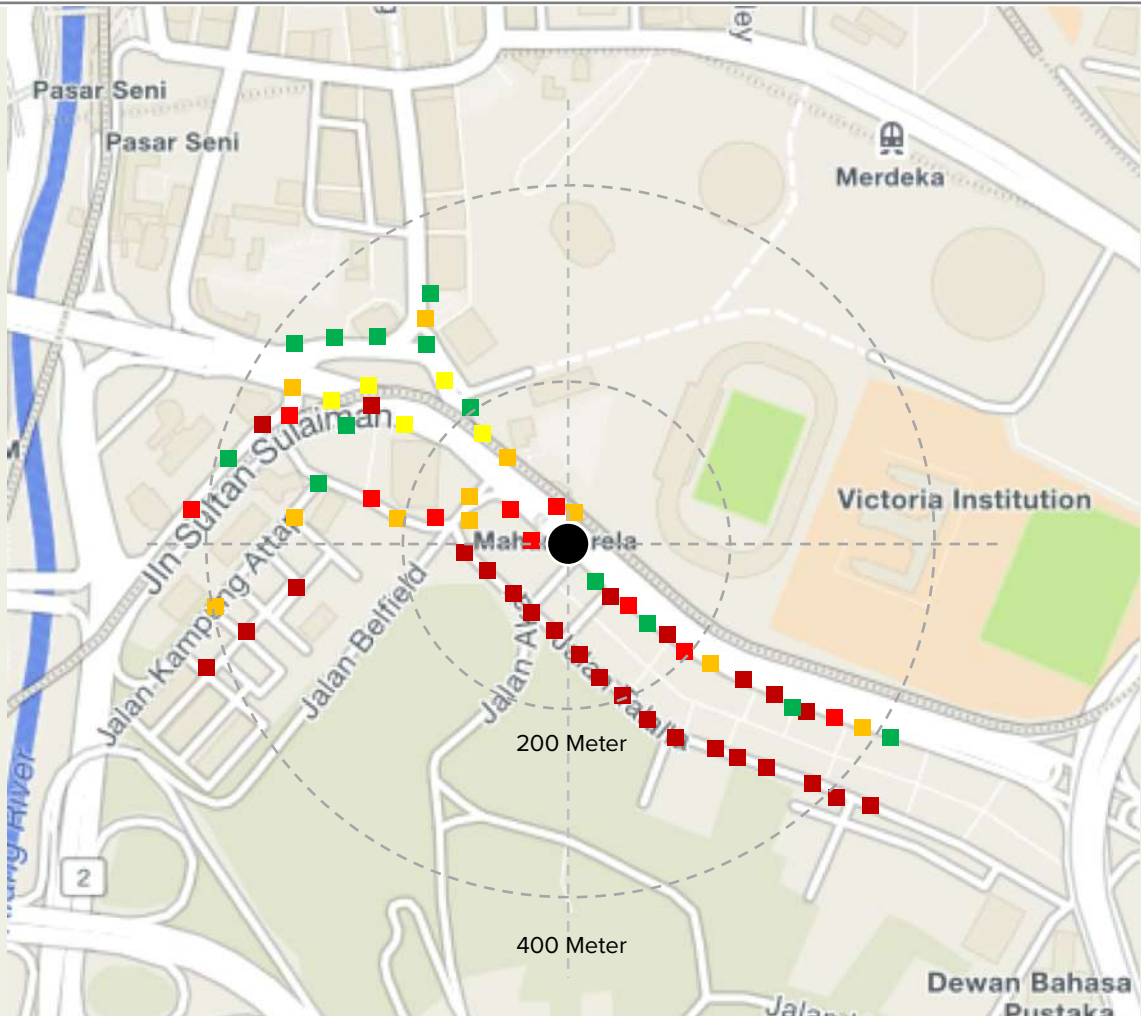 Pasar Seni
Pasar Seni
Merdeka
Victoria Institution
Jln Sultan Sulaiman
Jalan Kampung Attap
Jalan Belfield
200 Meter
400 Meter
2
Dewan Bahasa
Pustaka